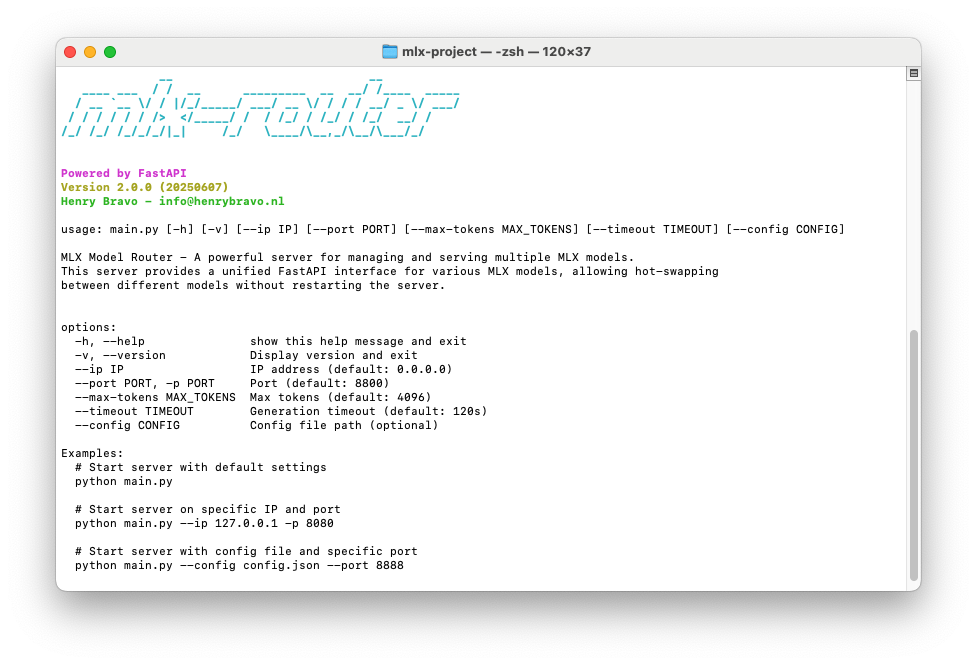 mlx-project — -zsh — 120×37
mlx-router
Powered by FastAPI
Version 2.0.0 (20250607)
Henry Bravo - info@henrybravo.nl
usage: main.py [-h] [-v] [--ip IP] [--port PORT] [--max-tokens MAX_TOKENS] [--timeout TIMEOUT] [--config CONFIG]
MLX Model Router - A powerful server for managing and serving multiple MLX models.
This server provides a unified FastAPI interface for various MLX models, allowing hot-swapping
between different models without restarting the server.
options:
-h, --help show this help message and exit
-v, --version Display version and exit
--ip IP IP address (default: 0.0.0.0)
--port PORT, -p PORT Port (default: 8800)
--max-tokens MAX_TOKENS Max tokens (default: 4096)
--timeout TIMEOUT Generation timeout (default: 120s)
--config CONFIG Config file path (optional)
Examples:
# Start server with default settings
python main.py
# Start server on specific IP and port
python main.py --ip 127.0.0.1 -p 8080
# Start server with config file and specific port
python main.py --config config.json --port 8888